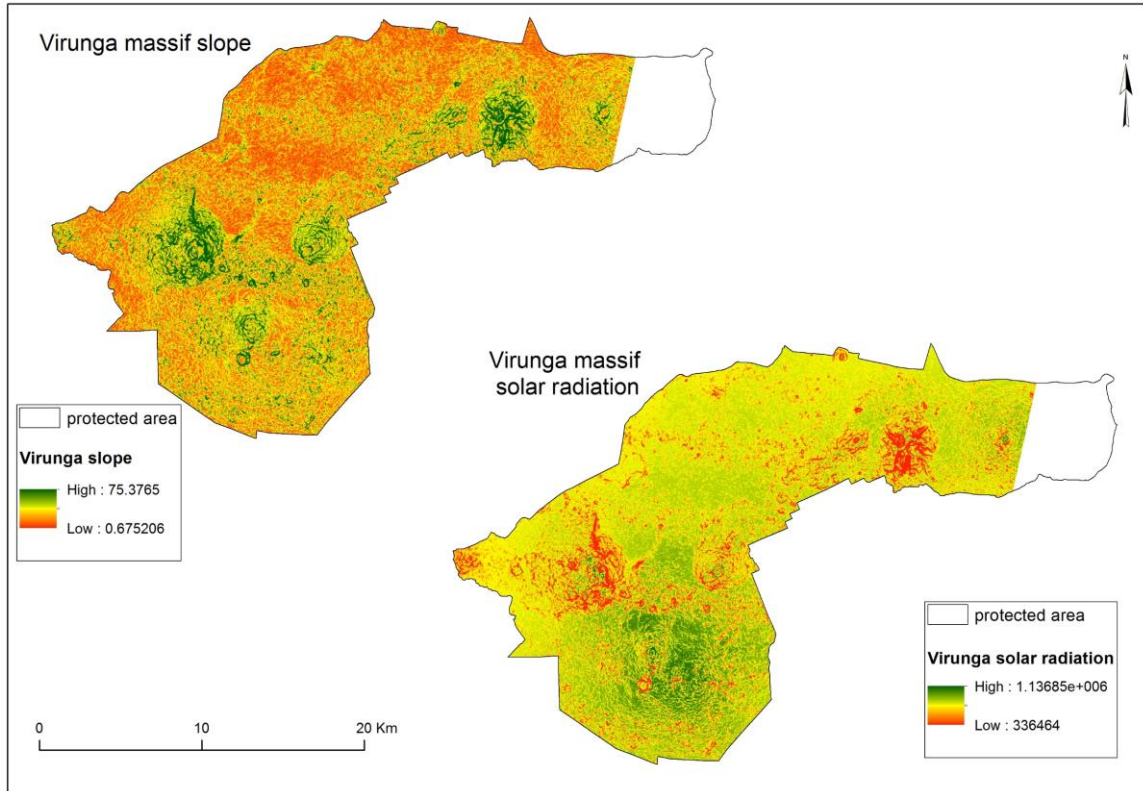 Virunga massif slope
N
protected area
Virunga slope
High : 75.3765
Low : 0.675206
Virunga massif
solar radiation
protected area
Virunga solar radiation
High : 1.13685e+006
Low : 336464
0 10 20 Km